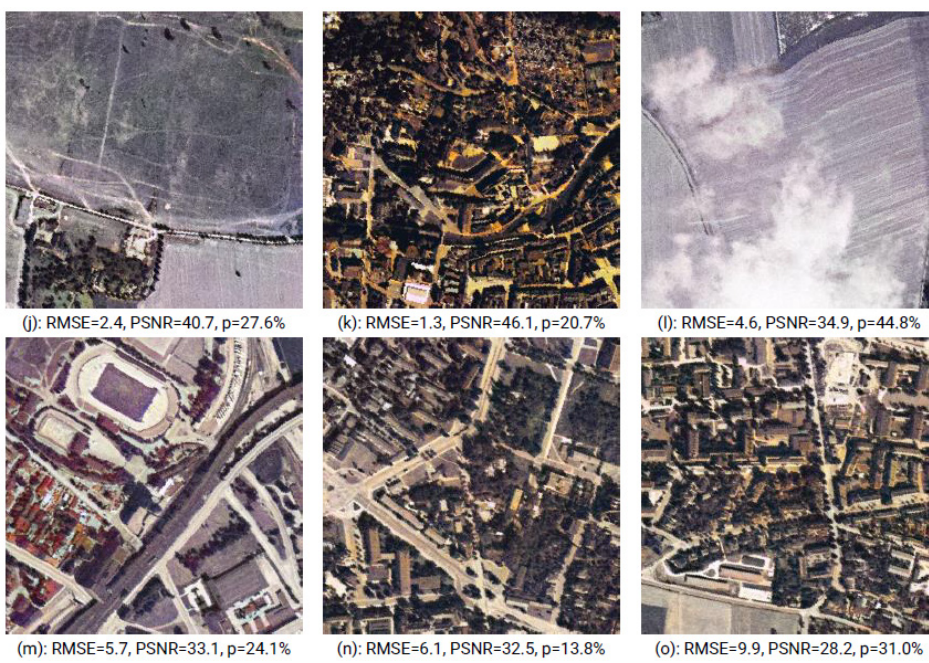 (j): RMSE=2.4, PSNR=40.7, p=27.6%
(k): RMSE=1.3, PSNR=46.1, p=20.7%
(l): RMSE=4.6, PSNR=34.9, p=44.8%
(m): RMSE=5.7, PSNR=33.1, p=24.1%
(n): RMSE=6.1, PSNR=32.5, p=13.8%
(o): RMSE=9.9, PSNR=28.2, p=31.0%